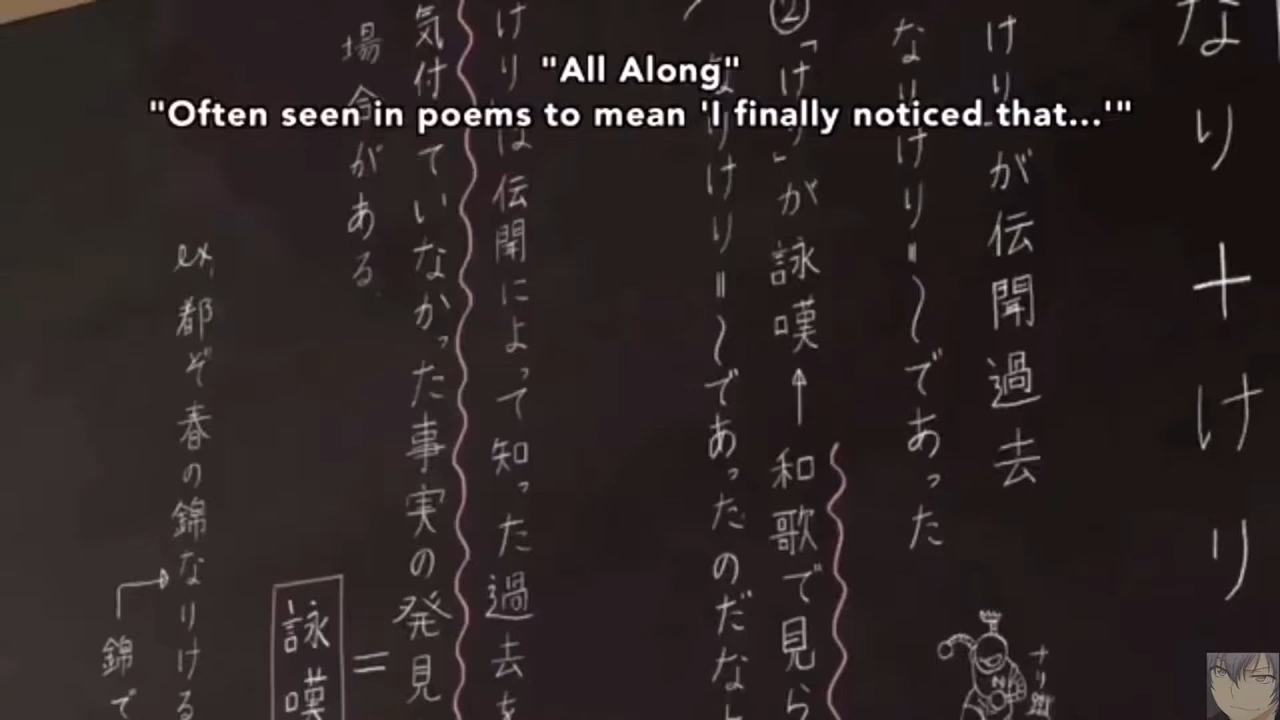 "All Along"
"Often seen in poems to mean 'I finally noticed that...'"
なり+けり
けり が伝聞過去
なりけり=〜であった
②「けり」が詠嘆→和歌で見ら
なりけり=〜であったのだなよ
けり は伝聞によって知った過去を
気付いていなかった事実の発見
場合がある.
=詠嘆
ex,都ぞ春の錦なりける
錦で
ナリ